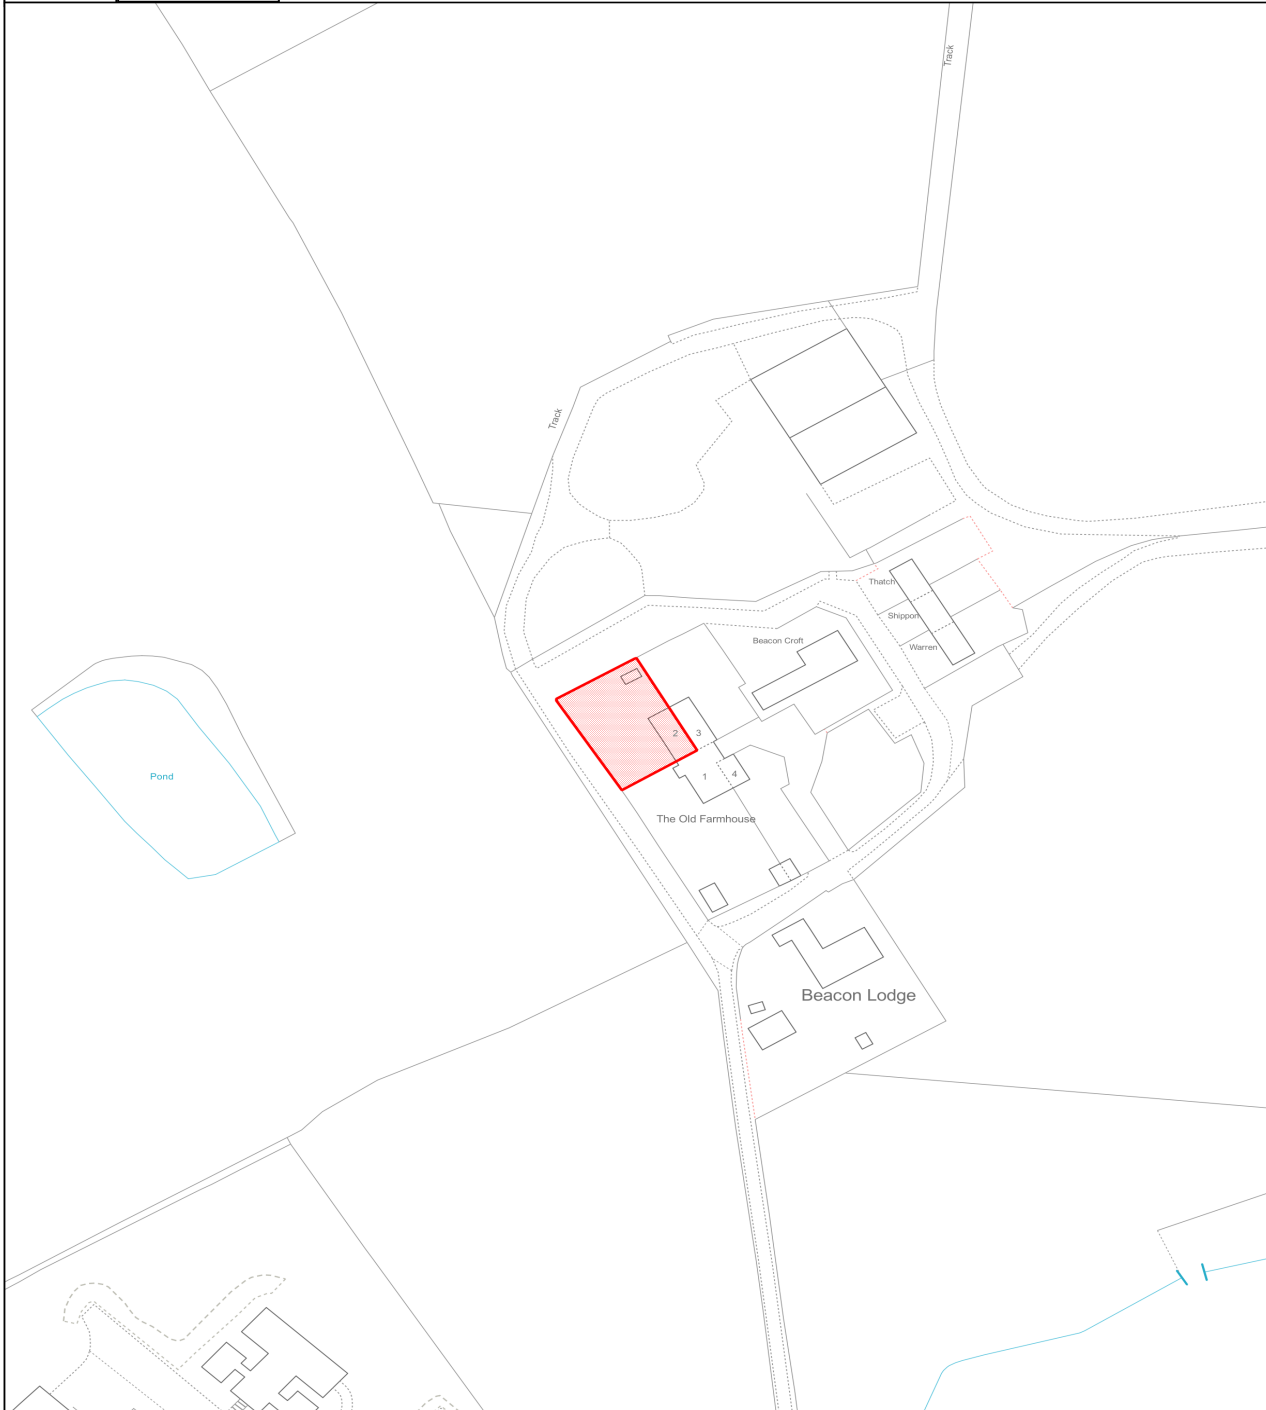 Track
Track
Thatch
Shippon
Beacon Croft
Warren
2
3
Pond
1
4
The Old Farmhouse
Beacon Lodge